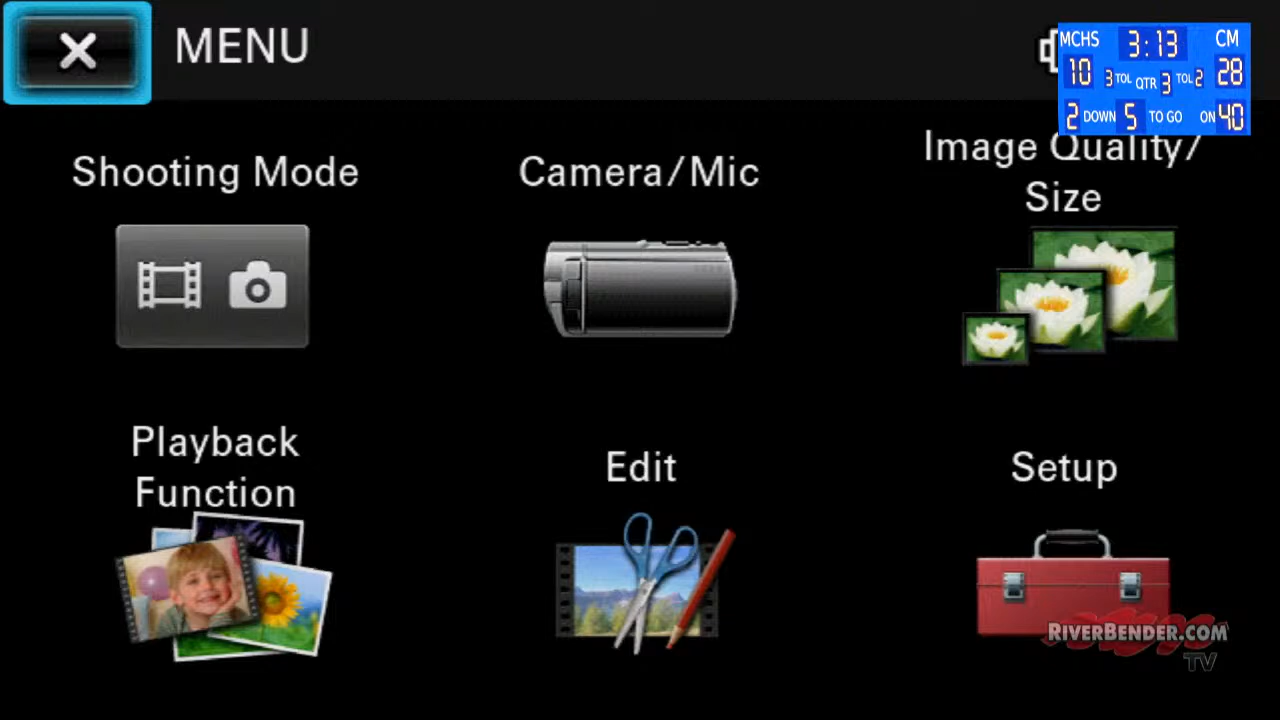 MENU
MCHS 3:13 CM
10 3 TOL QTR 3 TOL 2 28
2 DOWN 5 TO GO ON 40
Shooting Mode
Camera/Mic
Image Quality/
Size
Playback
Function
Edit
Setup
RIVERBENDER.COM
TV